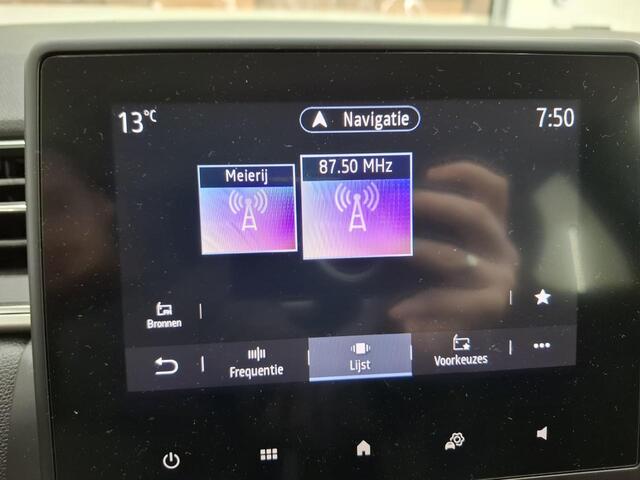 13°C
Navigatie
7:50
Meierij
87.50 MHz
Bronnen
Frequentie
Lijst
Voorkeuzes